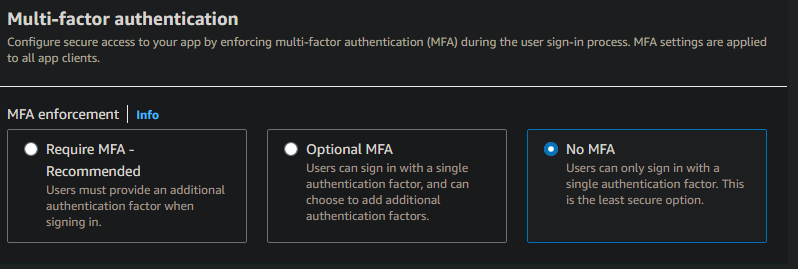 Multi-factor authentication
Configure secure access to your app by enforcing multi-factor authentication (MFA) during the user sign-in process. MFA settings are applied
to all app clients.
MFA enforcement | Info
Require MFA -
Recommended
Users must provide an additional
authentication factor when
signing in.
Optional MFA
Users can sign in with a single
authentication factor, and can
choose to add additional
authentication factors.
No MFA
Users can only sign in with a
single authentication factor. This
is the least secure option.